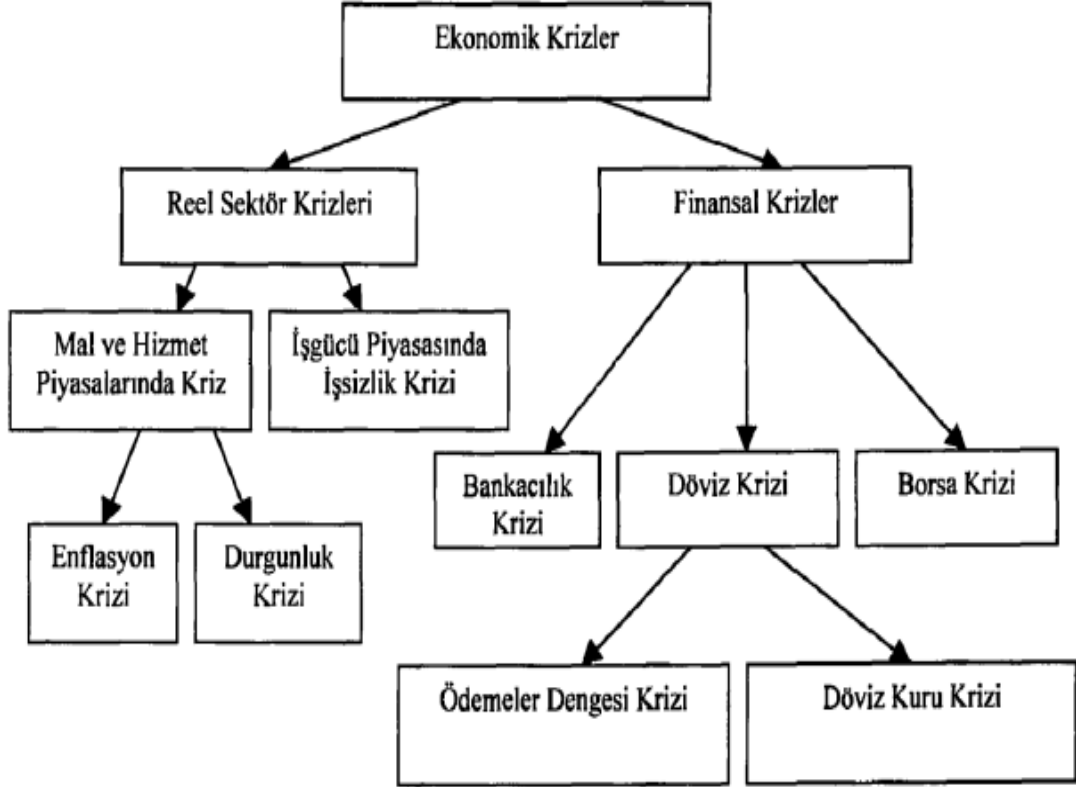 Ekonomik Krizler
Reel Sektör Krizleri
Finansal Krizler
Mal ve Hizmet
Piyasalarında Kriz
İşgücü Piyasasında
İşsizlik Krizi
Bankacılık
Krizi
Döviz Krizi
Borsa Krizi
Enflasyon
Krizi
Durgunluk
Krizi
Ödemeler Dengesi Krizi
Döviz Kuru Krizi